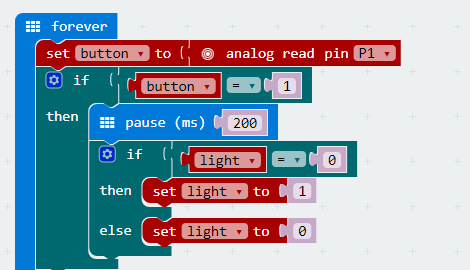 forever
set button to analog read pin P1
if button = 1
then pause (ms) 200
if light = 0
then set light to 1
else set light to 0